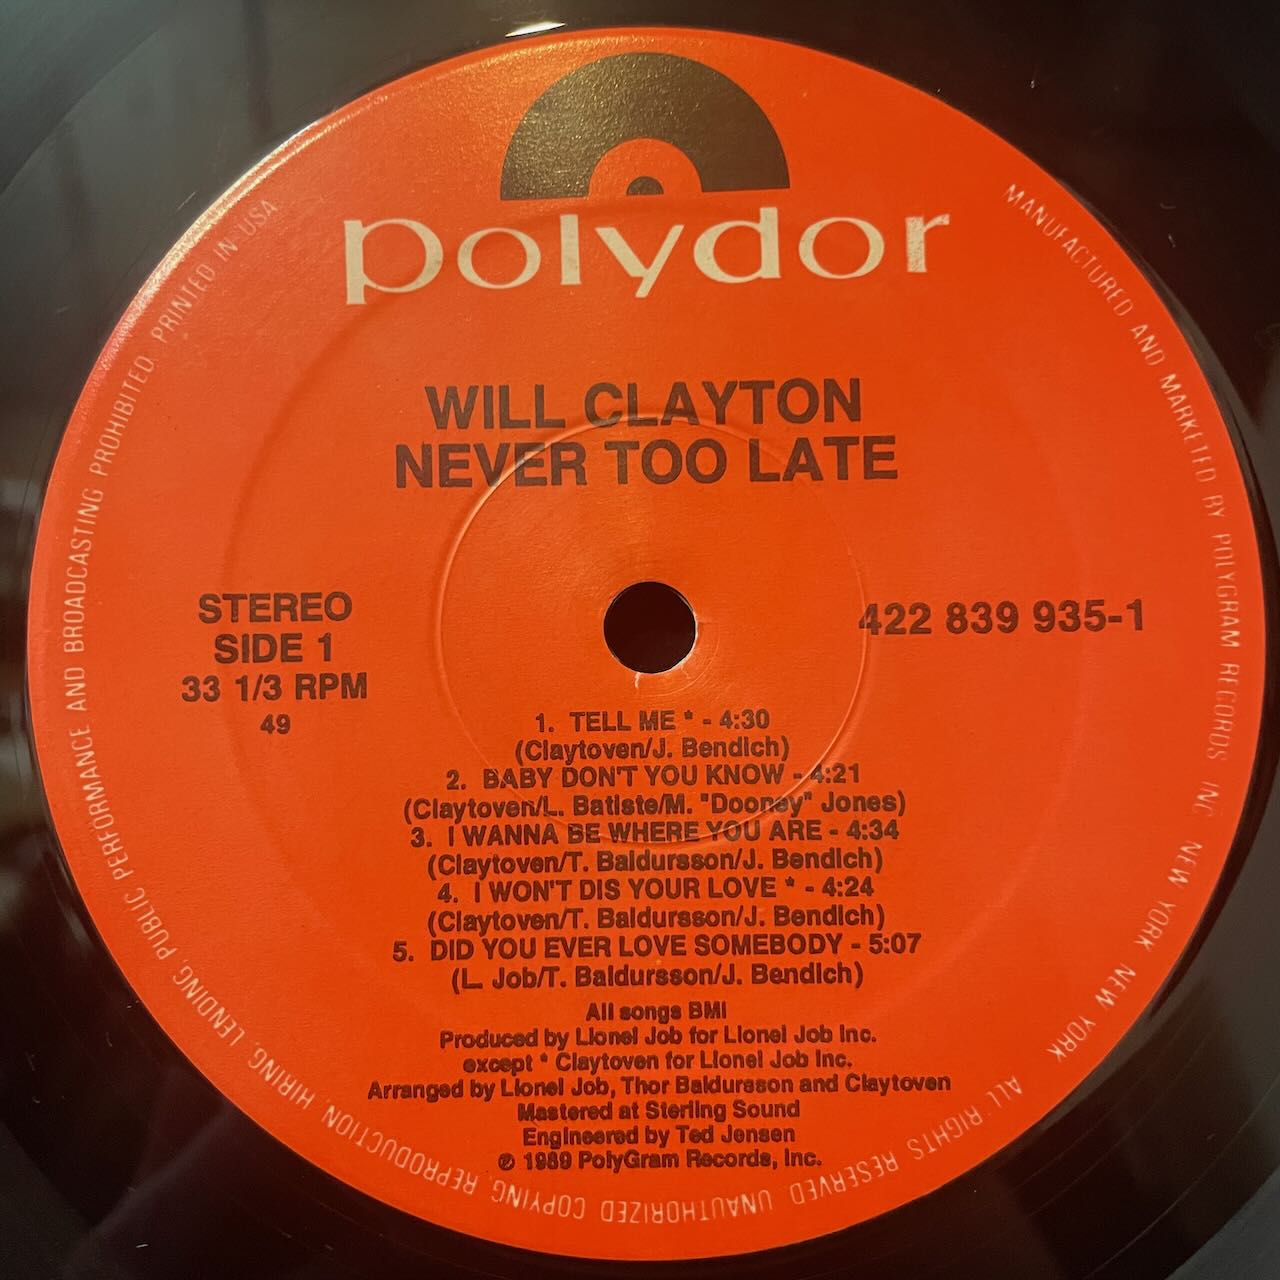 polydor
WILL CLAYTON
NEVER TOO LATE
STEREO
SIDE 1
33 1/3 RPM
49
422 839 935-1
1. TELL ME * - 4:30
(Claytoven/J. Bendich)
2. BABY DON'T YOU KNOW - 4:21
(Claytoven/L. Batiste/M. "Dooney" Jones)
3. I WANNA BE WHERE YOU ARE - 4:34
(Claytoven/T. Baldursson/J. Bendich)
4. I WON'T DIS YOUR LOVE * - 4:24
(Claytoven/T. Baldursson/J. Bendich)
5. DID YOU EVER LOVE SOMEBODY - 5:07
(L. Job/T. Baldursson/J. Bendich)
All songs BMI
Produced by Lionel Job for Lionel Job Inc.
except * Claytoven for Lionel Job Inc.
Arranged by Lionel Job, Thor Baldursson and Claytoven
Mastered at Sterling Sound
Engineered by Ted Jensen
℗ 1989 PolyGram Records, Inc.
MANUFACTURED AND MARKETED BY POLYGRAM RECORDS INC. NEW YORK NEW YORK
ALL RIGHTS RESERVED UNAUTHORIZED COPYING, REPRODUCTION, HIRING, LENDING, PUBLIC PERFORMANCE AND BROADCASTING PROHIBITED. PRINTED IN USA